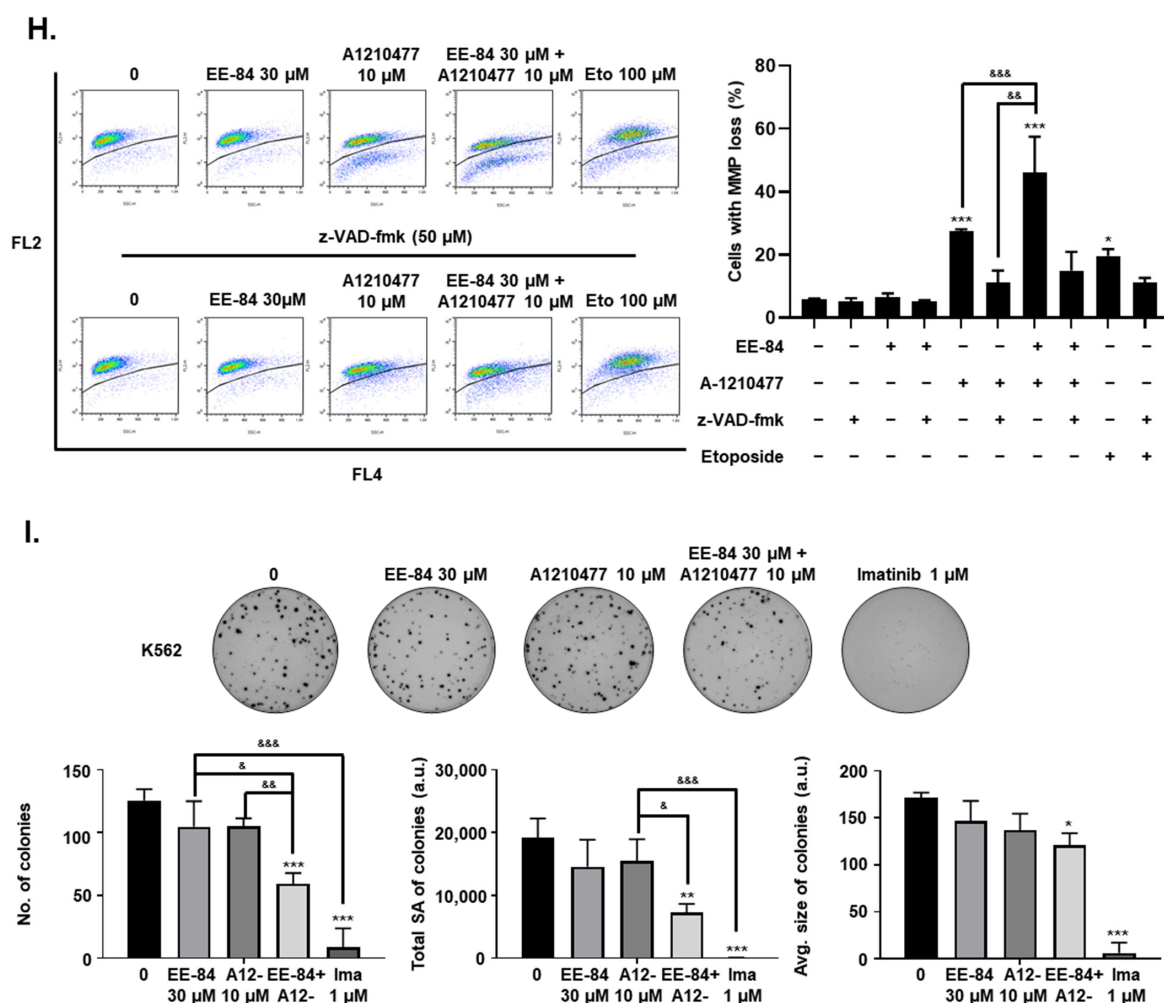 H.
0
EE-84 30 µM
A1210477
10 µM
EE-84 30 µM +
A1210477 10 µM
Eto 100 µM
FL2
z-VAD-fmk (50 µM)
0
EE-84 30µM
A1210477
10 µM
EE-84 30 µM +
A1210477 10 µM
Eto 100 µM
FL4
Cells with MMP loss (%)
80
60
40
20
0
&&&
&&
***
***
*
EE-84 – – + + – – + + – –
A-1210477 – – – – + + + + – –
z-VAD-fmk – + – + – + – + – +
Etoposide – – – – – – – – + +
I.
0
EE-84 30 µM
A1210477 10 µM
EE-84 30 µM +
A1210477 10 µM
Imatinib 1 µM
K562
No. of colonies
150
100
50
0
&&&
&
&&
***
***
0 EE-84 A12- EE-84+ Ima
30 µM 10 µM A12- 1 µM
Total SA of colonies (a.u.)
30,000
20,000
10,000
0
&&&
&
**
***
0 EE-84 A12- EE-84+ Ima
30 µM 10 µM A12- 1 µM
Avg. size of colonies (a.u.)
200
150
100
50
0
*
***
0 EE-84 A12- EE-84+ Ima
30 µM 10 µM A12- 1 µM